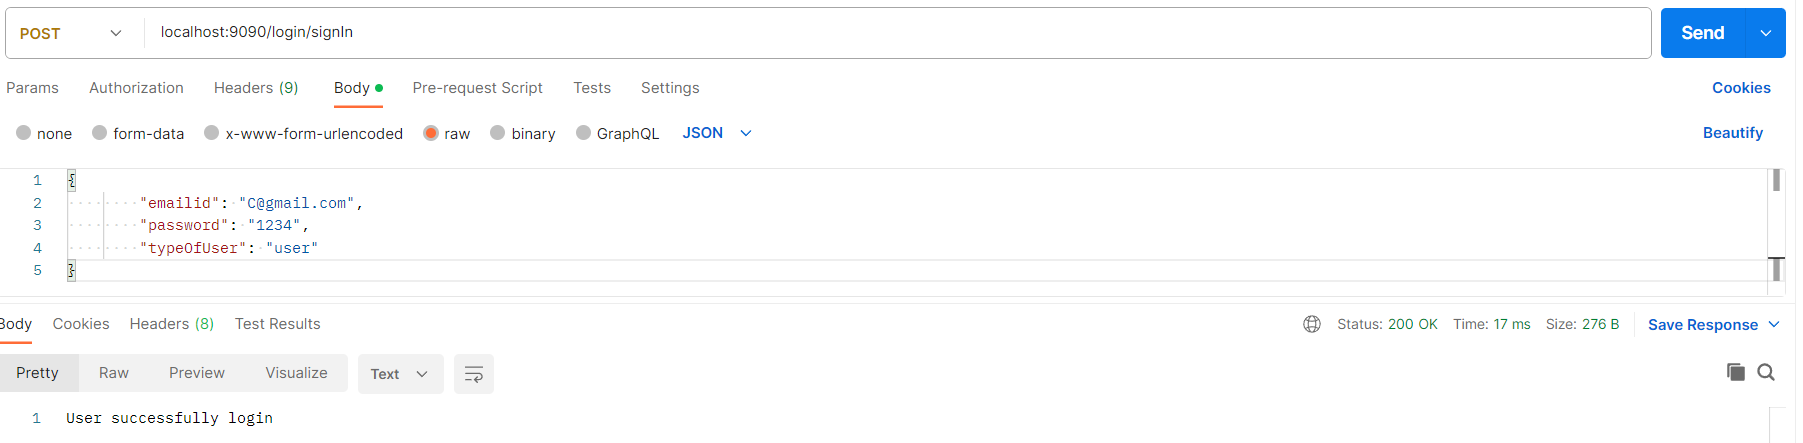 POST localhost:9090/login/signIn Send
Params Authorization Headers (9) Body Pre-request Script Tests Settings Cookies
none form-data x-www-form-urlencoded raw binary GraphQL JSON Beautify
1 {
2 "emailid": "C@gmail.com",
3 "password": "1234",
4 "typeOfUser": "user"
5 }
Body Cookies Headers (8) Test Results Status: 200 OK Time: 17 ms Size: 276 B Save Response
Pretty Raw Preview Visualize Text
1 User successfully login